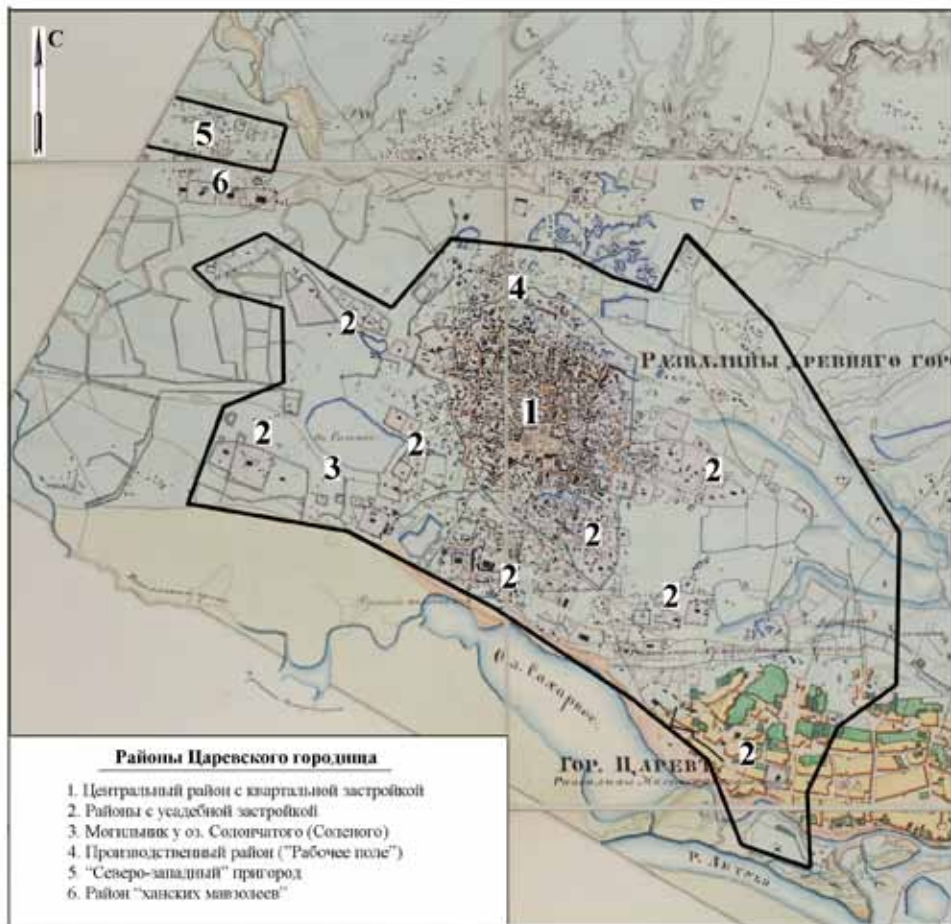 С
5
6
4
2
РАЗВАЛИНЫ ДРЕВНЯГО ГОР
1
2
2
3
2
2
2
2
Оз. Сахарное
2
ГОР. ЦАРЕВЪ
Р. Ахтуба
Районы Царевского городища
1. Центральный район с квартальной застройкой
2. Районы с усадебной застройкой
3. Могильник у оз. Солончатого (Соленого)
4. Производственный район ("Рабочее поле")
5. "Северо-западный" пригород
6. Район "ханских мавзолеев"